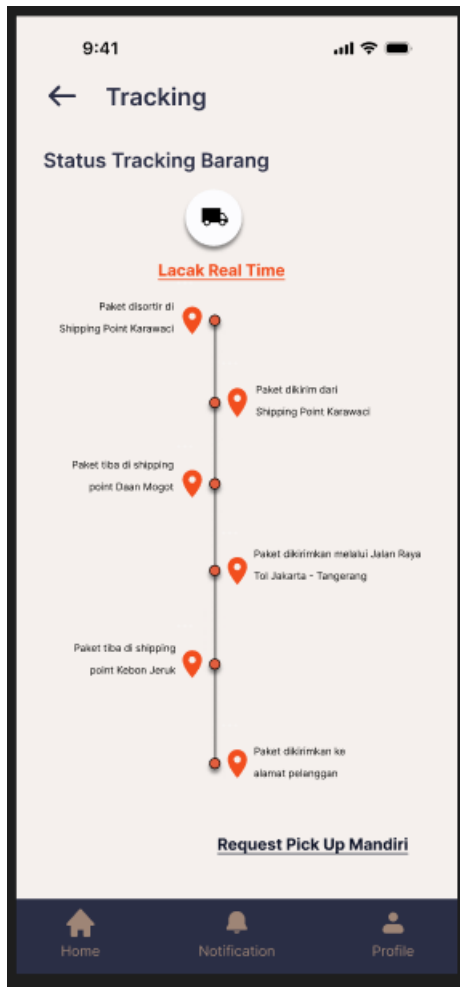 9:41
Tracking
Status Tracking Barang
Lacak Real Time
Paket disortir di
Shipping Point Karawaci
Paket dikirim dari
Shipping Point Karawaci
Paket tiba di shipping
point Daan Mogot
Paket dikirimkan melalui Jalan Raya
Tol Jakarta - Tangerang
Paket tiba di shipping
point Kebon Jeruk
Paket dikirimkan ke
alamat pelanggan
Request Pick Up Mandiri
Home
Notification
Profile